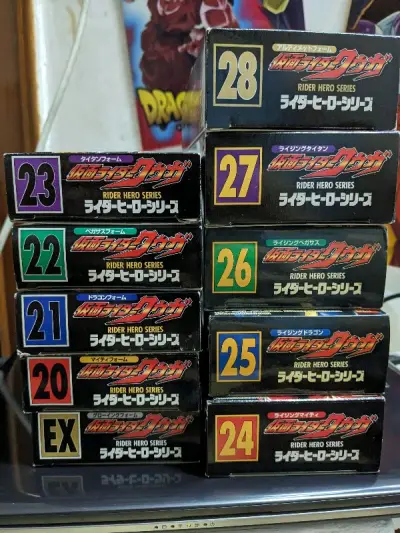 DRAGON
28
アルティメットフォーム
仮面ライダークウガ
RIDER HERO SERIES
ライダーヒーローシリーズ
23
タイタンフォーム
仮面ライダークウガ
RIDER HERO SERIES
ライダーヒーローシリーズ
27
ライジングタイタン
仮面ライダークウガ
RIDER HERO SERIES
ライダーヒーローシリーズ
22
ペガサスフォーム
仮面ライダークウガ
RIDER HERO SERIES
ライダーヒーローシリーズ
26
ライジングペガサス
仮面ライダークウガ
RIDER HERO SERIES
ライダーヒーローシリーズ
21
ドラゴンフォーム
仮面ライダークウガ
RIDER HERO SERIES
ライダーヒーローシリーズ
25
ライジングドラゴン
仮面ライダークウガ
RIDER HERO SERIES
ライダーヒーローシリーズ
20
マイティフォーム
仮面ライダークウガ
RIDER HERO SERIES
ライダーヒーローシリーズ
24
ライジングマイティ
仮面ライダークウガ
RIDER HERO SERIES
ライダーヒーローシリーズ
EX
グローイングフォーム
仮面ライダークウガ
RIDER HERO SERIES
ライダーヒーローシリーズ